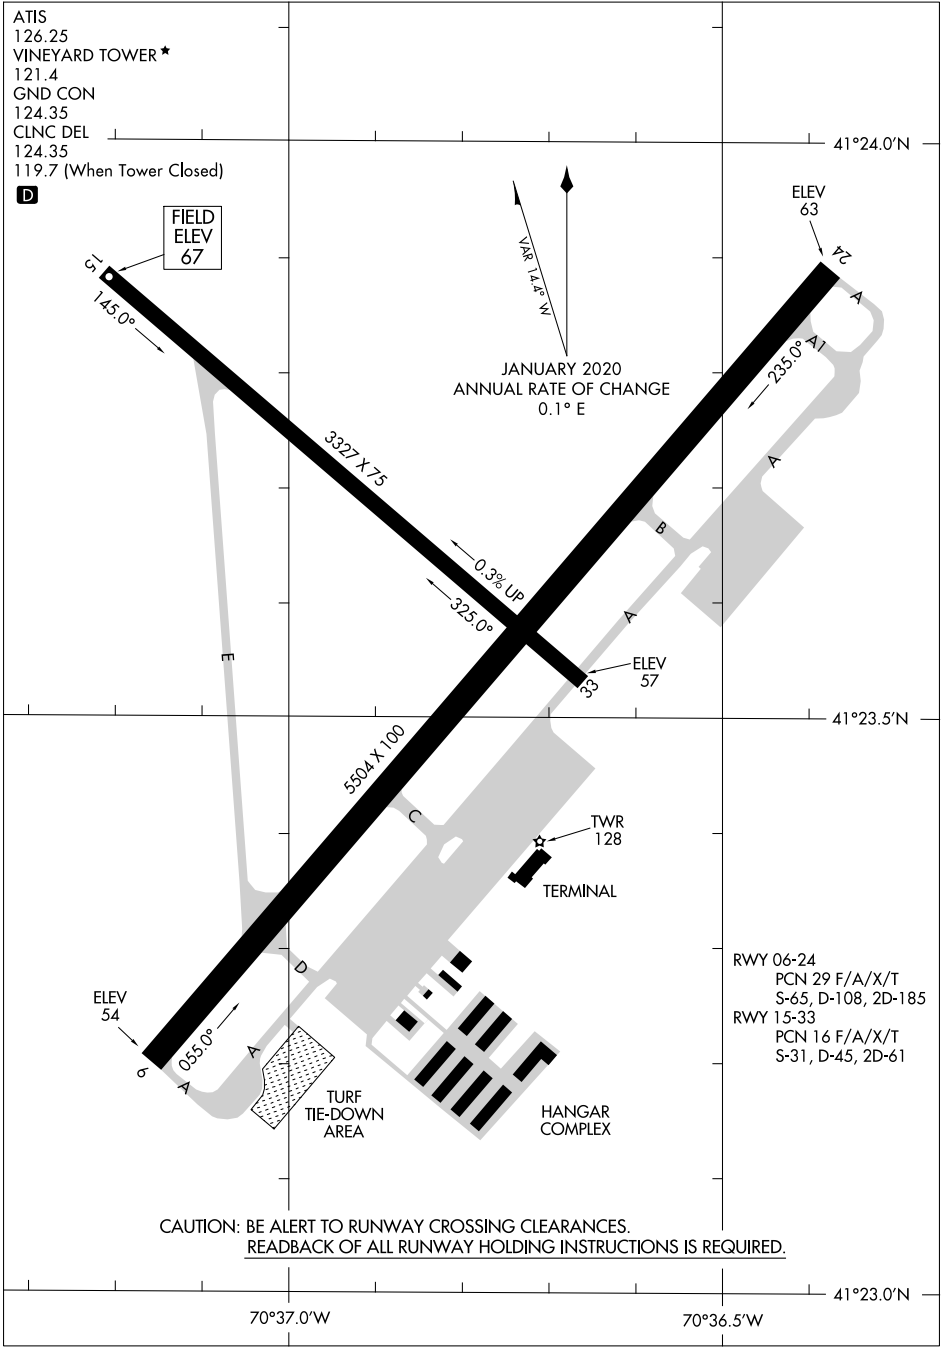 ATIS
126.25
VINEYARD TOWER ★
121.4
GND CON
124.35
CLNC DEL
124.35
119.7 (When Tower Closed)
D
41°24.0'N
FIELD
ELEV
67
ELEV
63
15
24
145.0°
VAR 14.4° W
JANUARY 2020
ANNUAL RATE OF CHANGE
0.1° E
A
A1
235.0°
A
3327 X 75
B
0.3% UP
325.0°
A
E
ELEV
57
33
41°23.5'N
5504 X 100
C
TWR
128
TERMINAL
D
RWY 06-24
PCN 29 F/A/X/T
S-65, D-108, 2D-185
RWY 15-33
PCN 16 F/A/X/T
S-31, D-45, 2D-61
ELEV
54
055.0°
A
6
A
TURF
TIE-DOWN
AREA
HANGAR
COMPLEX
CAUTION: BE ALERT TO RUNWAY CROSSING CLEARANCES.
READBACK OF ALL RUNWAY HOLDING INSTRUCTIONS IS REQUIRED.
41°23.0'N
70°37.0'W
70°36.5'W